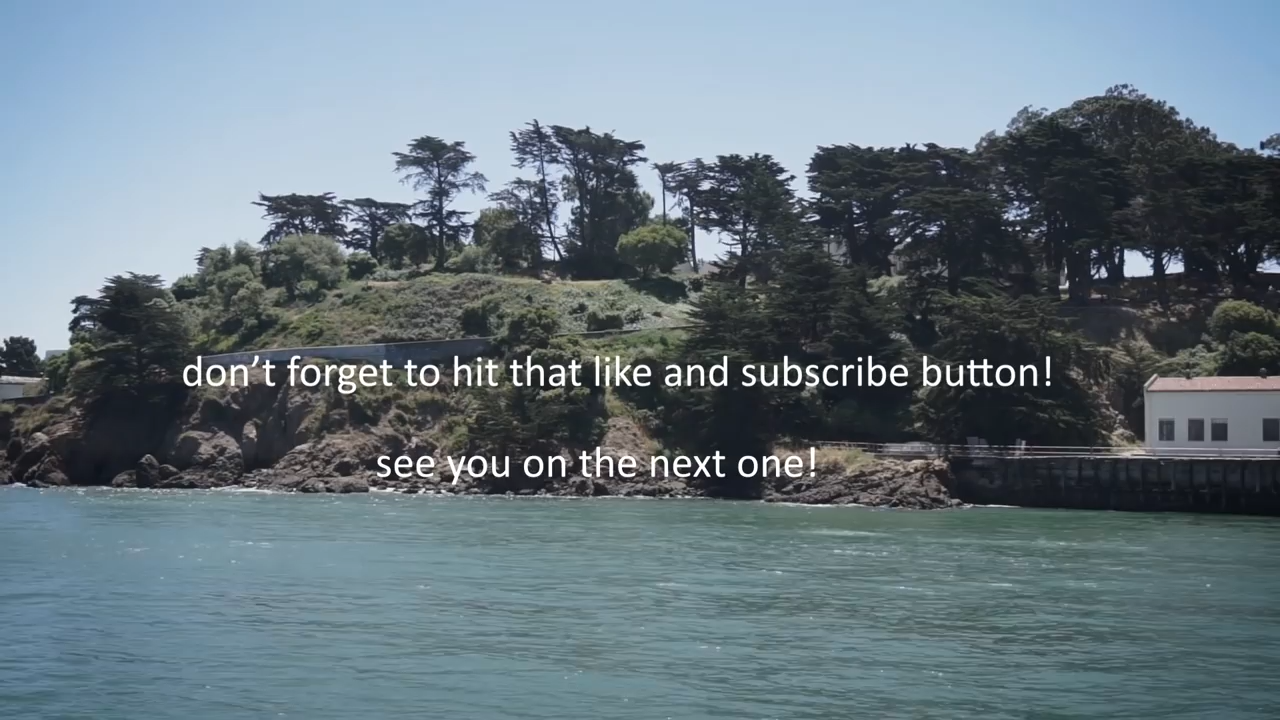 don’t forget to hit that like and subscribe button!
see you on the next one!